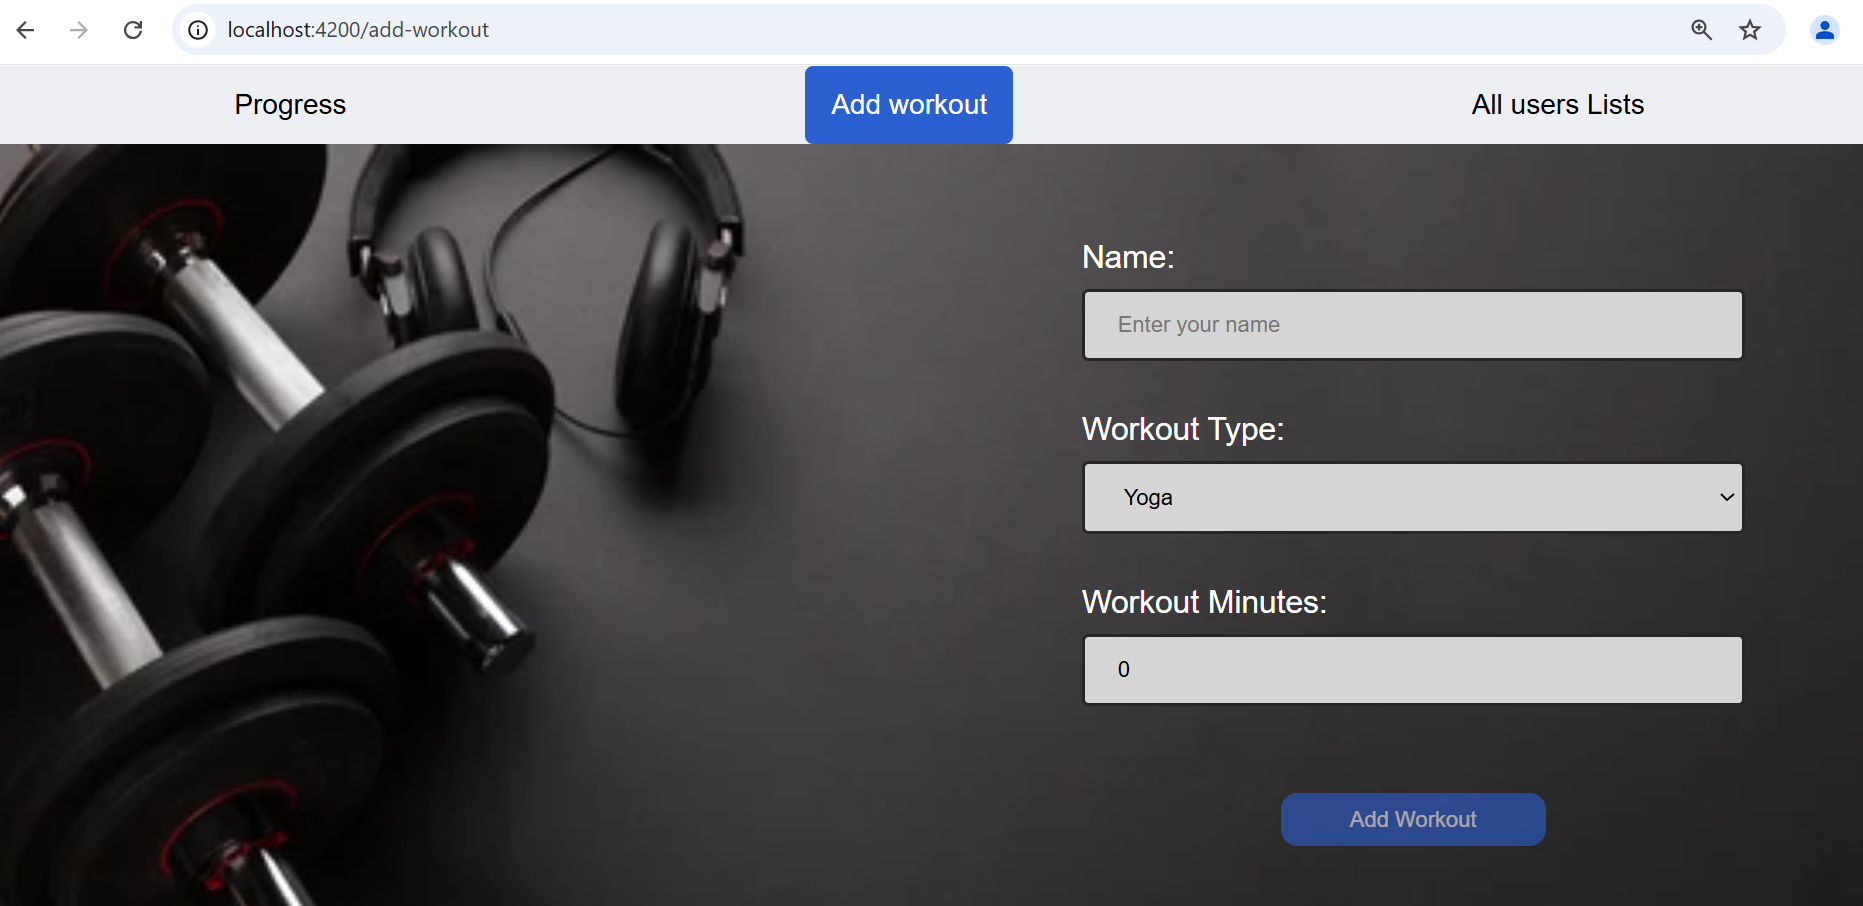 localhost:4200/add-workout
Progress
Add workout
All users Lists
Name:
Enter your name
Workout Type:
Yoga
Workout Minutes:
0
Add Workout